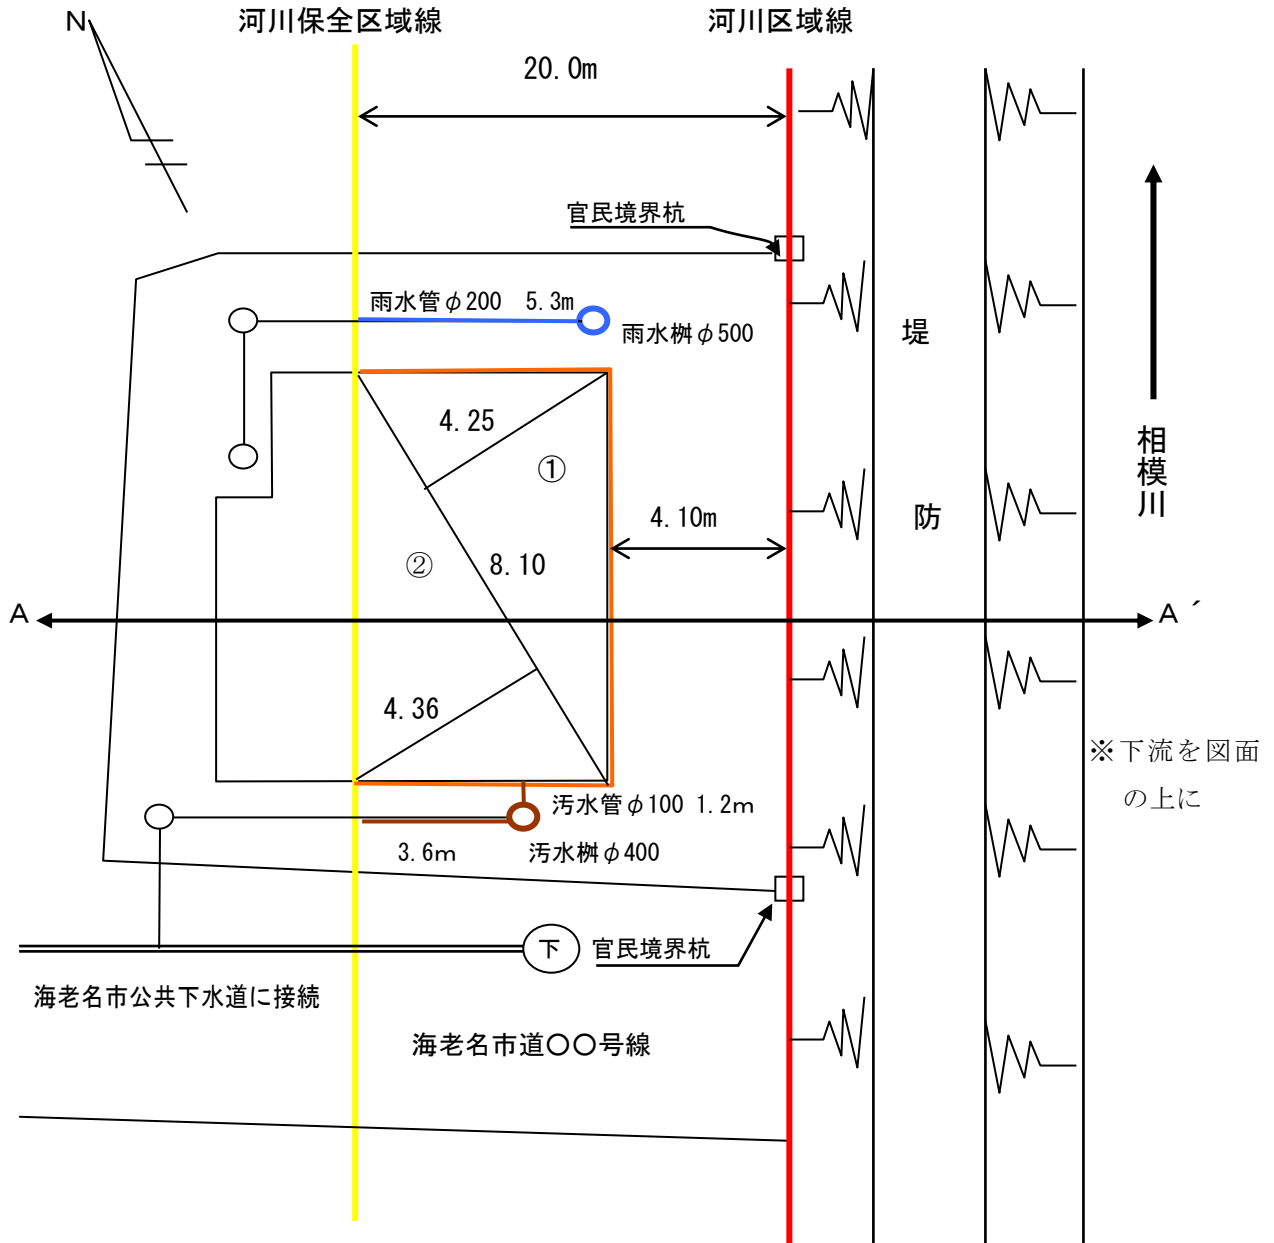 N
河川保全区域線
河川区域線
20.0m
官民境界杭
雨水管φ200 5.3m
雨水桝φ500
堤
防
相模川
4.25
①
4.10m
②
8.10
A
A´
4.36
※下流を図面
の上に
汚水管φ100 1.2m
3.6m
汚水桝φ400
下
官民境界杭
海老名市公共下水道に接続
海老名市道〇〇号線